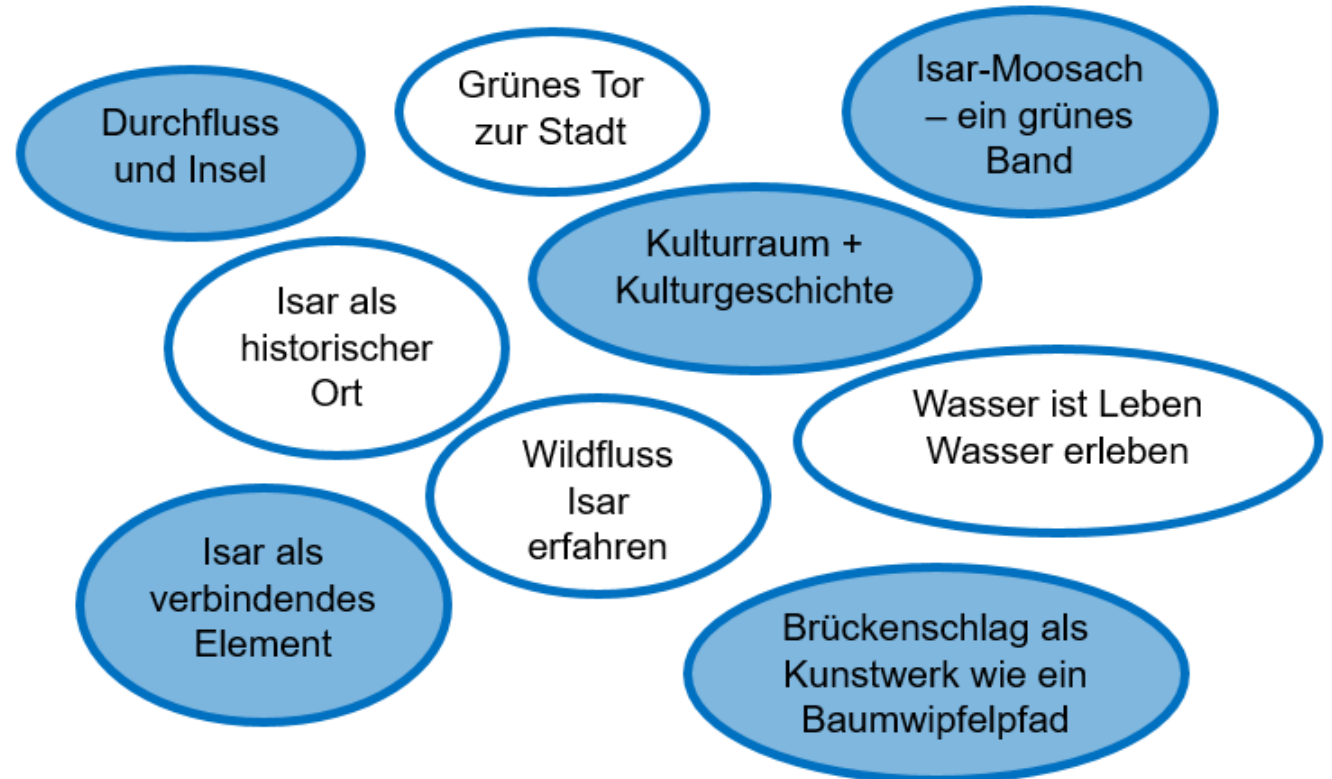 Durchfluss
und Insel
Grünes Tor
zur Stadt
Isar-Moosach
– ein grünes
Band
Kulturraum +
Kulturgeschichte
Isar als
historischer
Ort
Wasser ist Leben
Wasser erleben
Wildfluss
Isar
erfahren
Isar als
verbindendes
Element
Brückenschlag als
Kunstwerk wie ein
Baumwipfelpfad